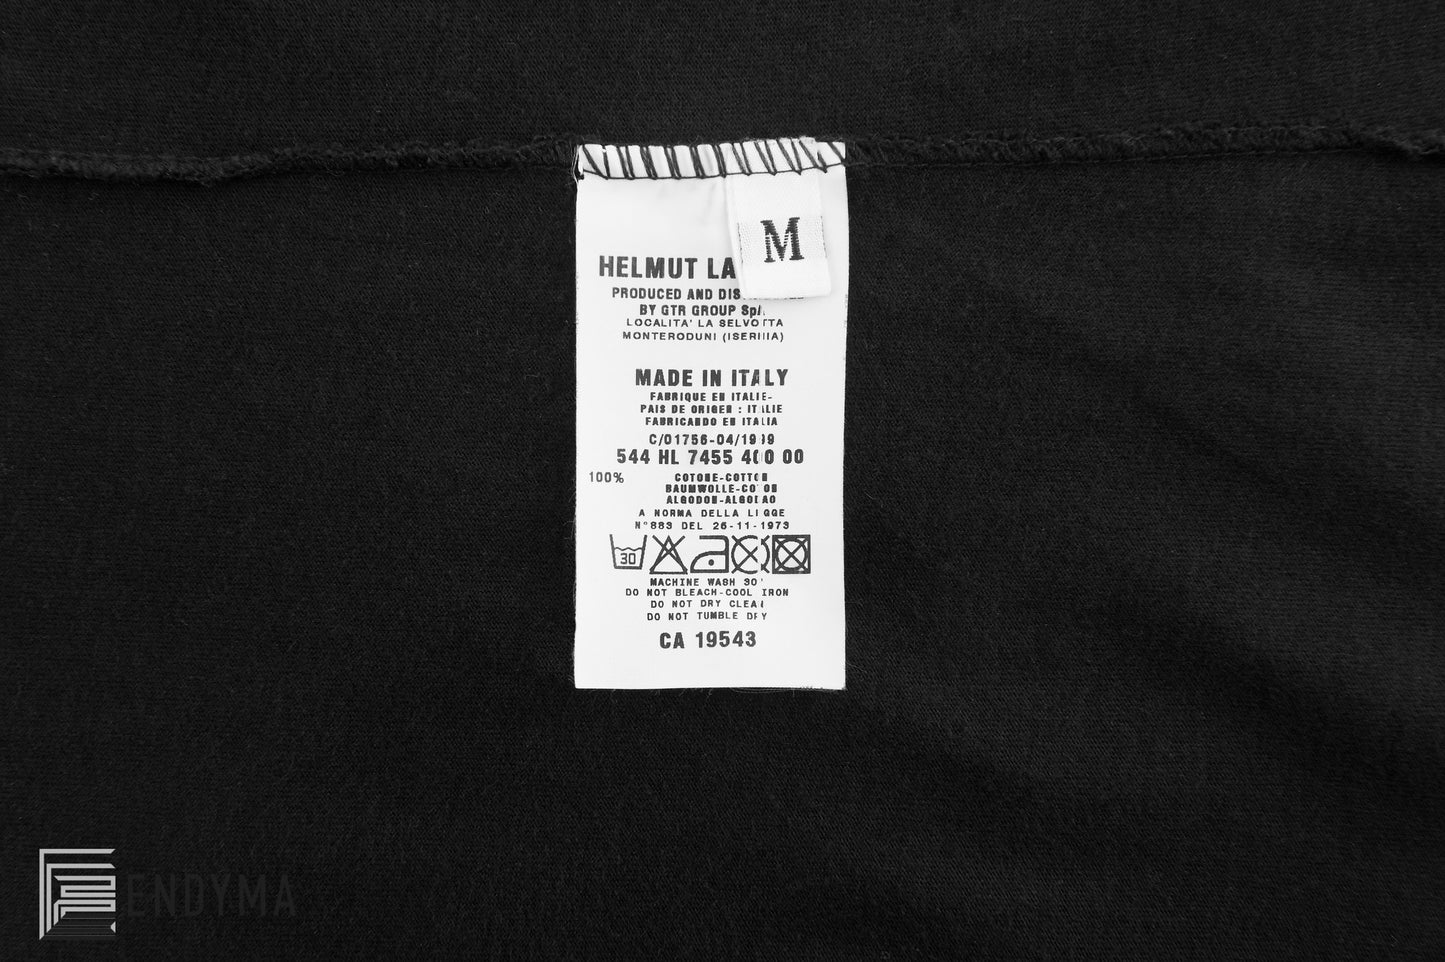 M
HELMUT LA
PRODUCED AND DIS
BY GTR GROUP SpA
LOCALITA' LA SELVOTTA
MONTERODUNI (ISERNIA)
MADE IN ITALY
FABRIQUE EN ITALIE-
PAIS DE ORIGEN : ITALIE
FABRICANDO EN ITALIA
C/01756-04/1999
544 HL 7455 400 00
100% COTONE-COTTON
BAUMWOLLE-COTON
ALGODON-ALGODAO
A NORMA DELLA LEGGE
N°883 DEL 26-11-1973
30
MACHINE WASH 30°
DO NOT BLEACH-COOL IRON
DO NOT DRY CLEAN
DO NOT TUMBLE DRY
CA 19543
ENDYMA